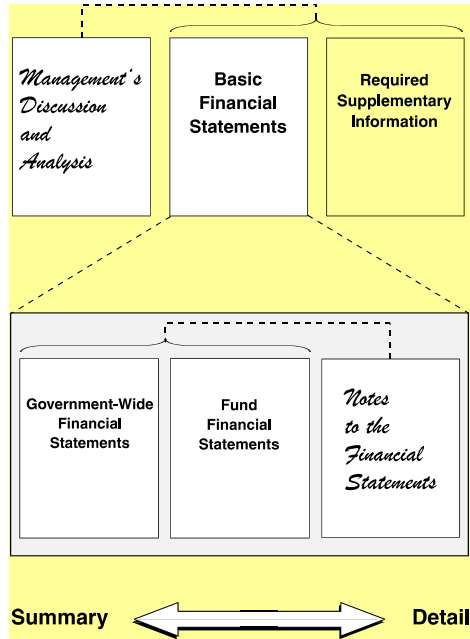 Management's
Discussion
and
Analysis
Basic
Financial
Statements
Required
Supplementary
Information
Government-Wide
Financial
Statements
Fund
Financial
Statements
Notes
to the
Financial
Statements
Summary
Detail